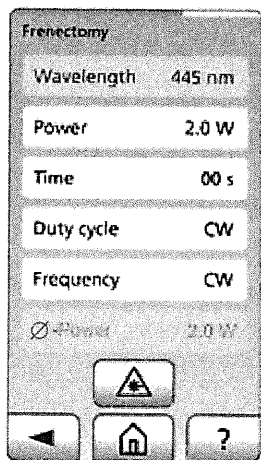 Frenectomy
Wavelength 445 nm
Power 2.0 W
Time 00 s
Duty cycle CW
Frequency CW
Ø-Power 2.0 W
?